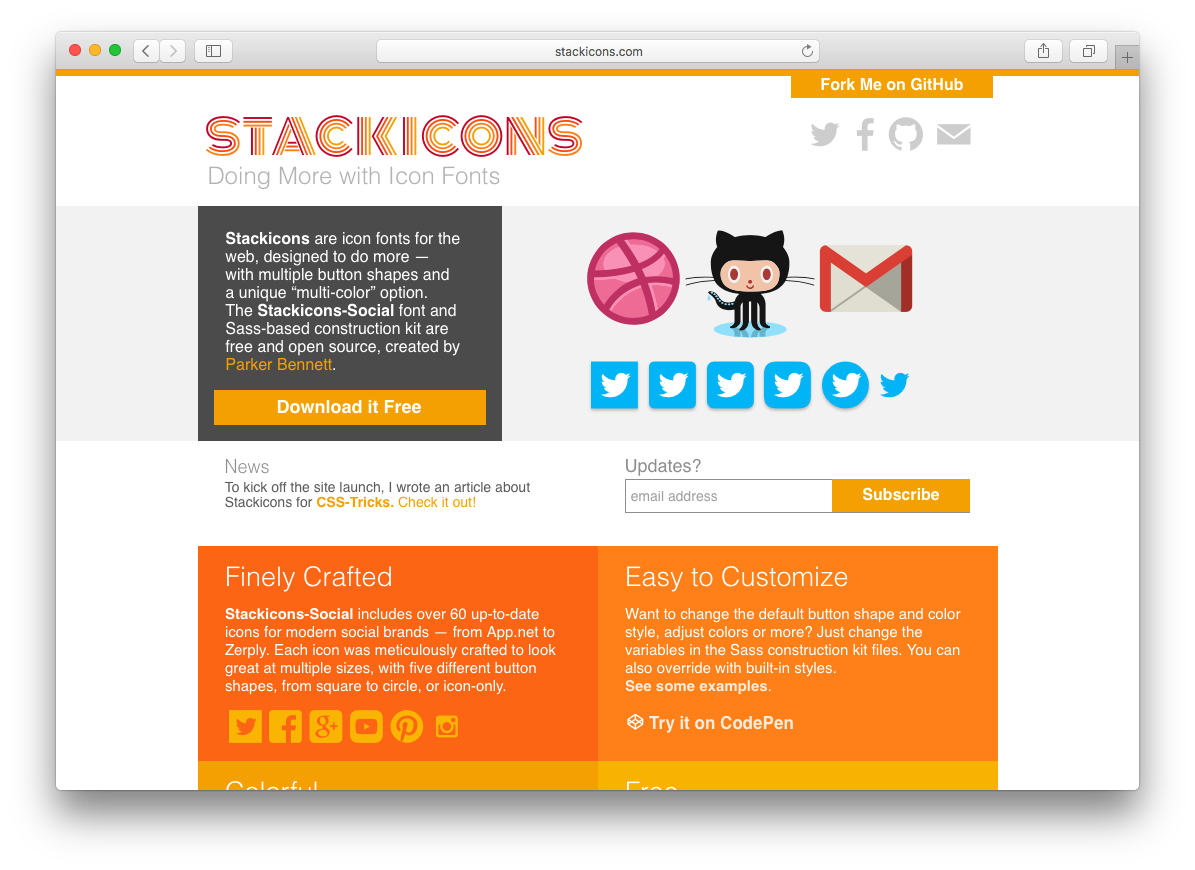 stackicons.com
Fork Me on GitHub
STACKICONS
Doing More with Icon Fonts
Stackicons are icon fonts for the
web, designed to do more —
with multiple button shapes and
a unique “multi-color” option.
The Stackicons-Social font and
Sass-based construction kit are
free and open source, created by
Parker Bennett.
Download it Free
News
To kick off the site launch, I wrote an article about
Stackicons for CSS-Tricks. Check it out!
Updates?
email address
Subscribe
Finely Crafted
Stackicons-Social includes over 60 up-to-date
icons for modern social brands — from App.net to
Zerply. Each icon was meticulously crafted to look
great at multiple sizes, with five different button
shapes, from square to circle, or icon-only.
Easy to Customize
Want to change the default button shape and color
style, adjust colors or more? Just change the
variables in the Sass construction kit files. You can
also override with built-in styles.
See some examples.
Try it on CodePen
Colorful
Free